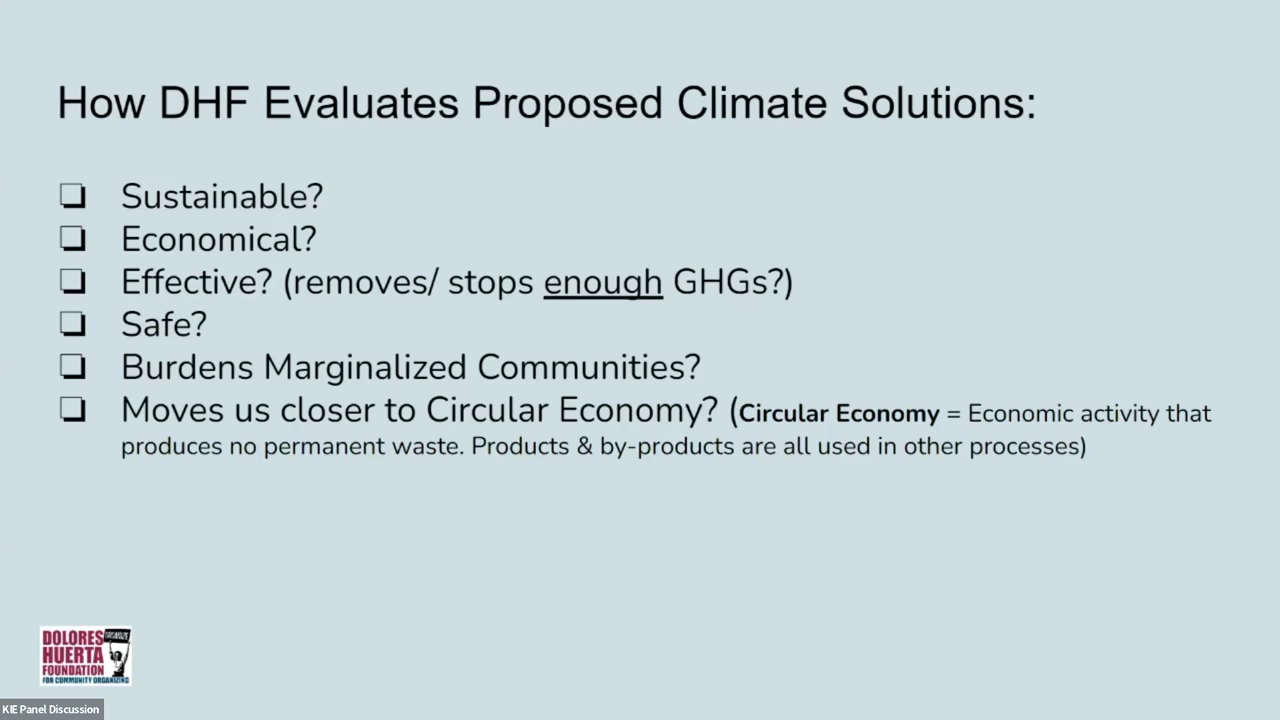 How DHF Evaluates Proposed Climate Solutions:
❏ Sustainable?
❏ Economical?
❏ Effective? (removes/ stops enough GHGs?)
❏ Safe?
❏ Burdens Marginalized Communities?
❏ Moves us closer to Circular Economy? (Circular Economy = Economic activity that
produces no permanent waste. Products & by-products are all used in other processes)
DOLORES
HUERTA
FOUNDATION
FOR COMMUNITY ORGANIZING
KIE Panel Discussion